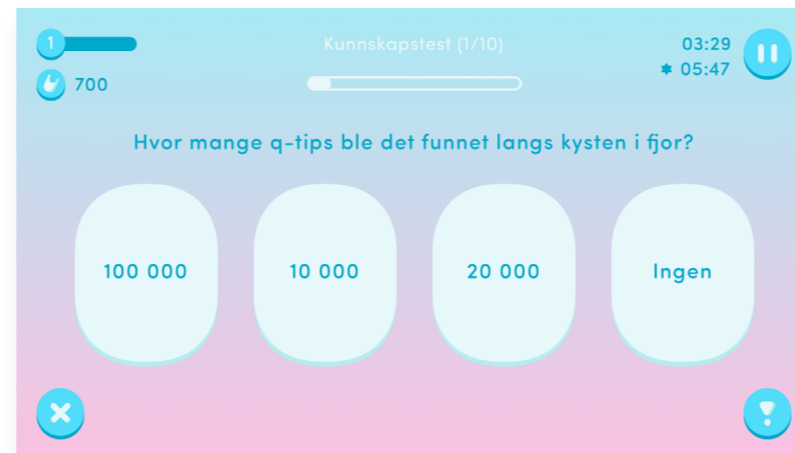 1
Kunnskapstest (1/10)
03:29
700
05:47
Hvor mange q-tips ble det funnet langs kysten i fjor?
100 000
10 000
20 000
Ingen